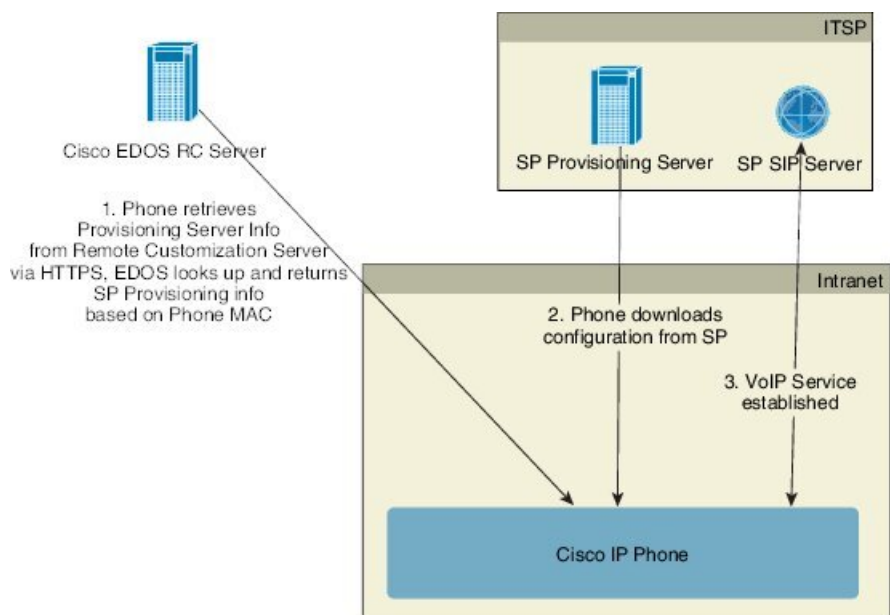 ITSP
Cisco EDOS RC Server
SP Provisioning Server
SP SIP Server
1. Phone retrieves
Provisioning Server Info
from Remote Customization Server
via HTTPS, EDOS looks up and returns
SP Provisioning info
based on Phone MAC
Intranet
2. Phone downloads
configuration from SP
3. VoIP Service
established
Cisco IP Phone